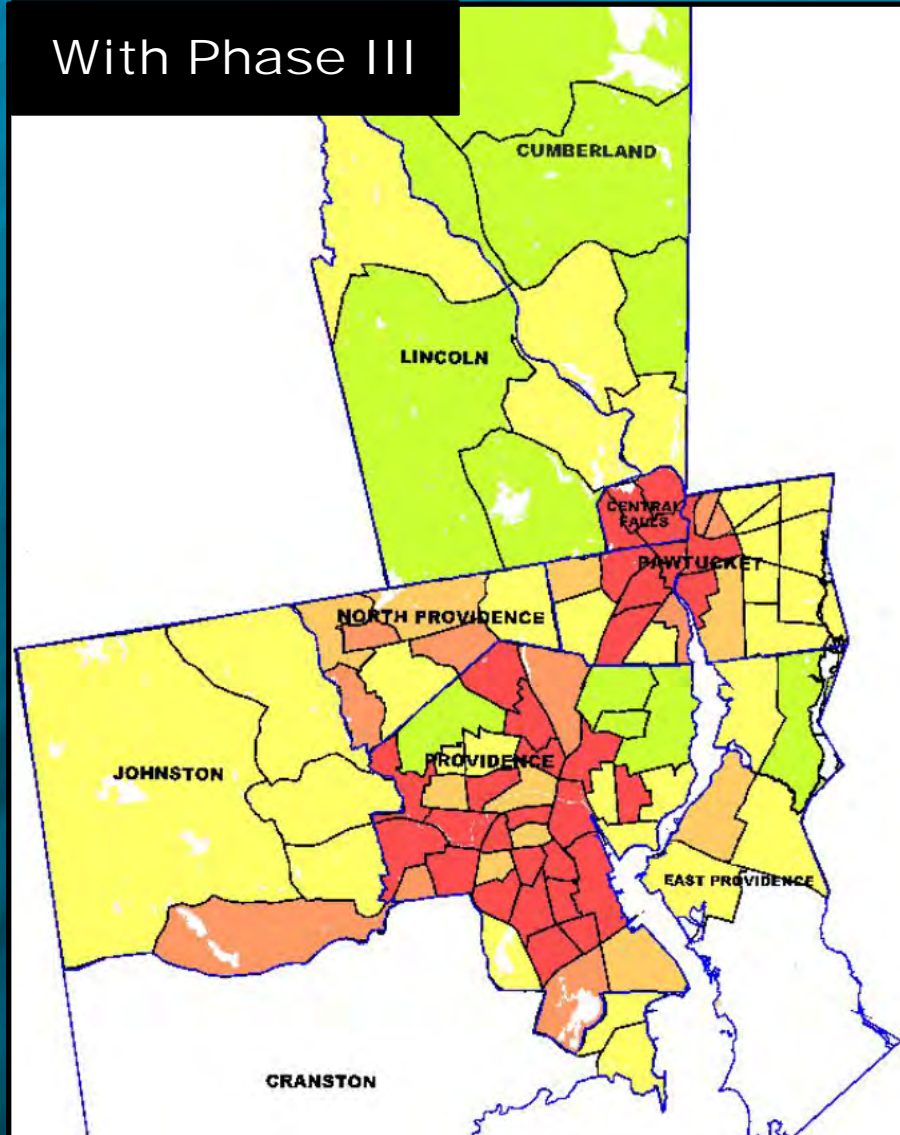 With Phase III
CUMBERLAND
LINCOLN
CENTRAL
FALLS
PAWTUCKET
NORTH PROVIDENCE
PROVIDENCE
JOHNSTON
EAST PROVIDENCE
CRANSTON